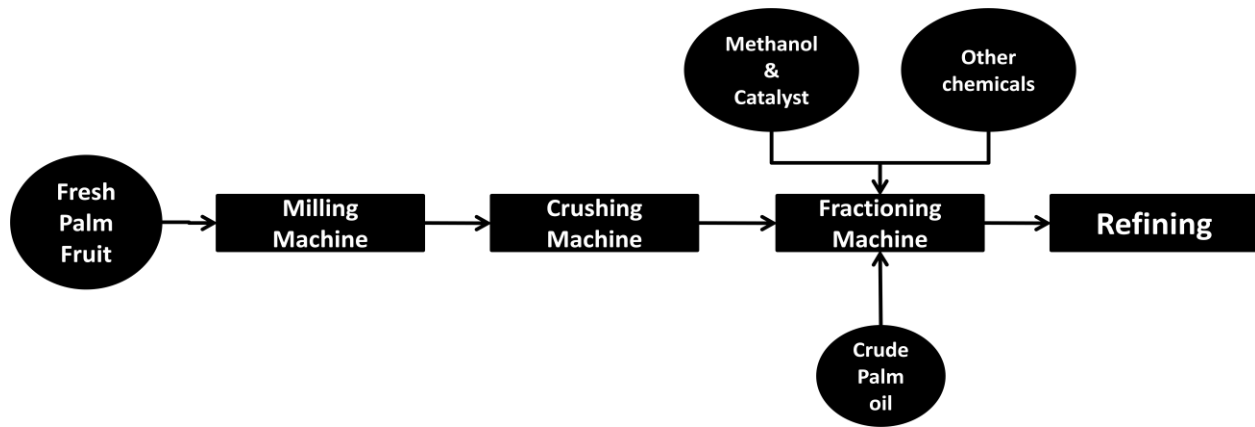 Methanol
&
Catalyst
Other
chemicals
Fresh
Palm
Fruit
Milling
Machine
Crushing
Machine
Fractioning
Machine
Refining
Crude
Palm
oil